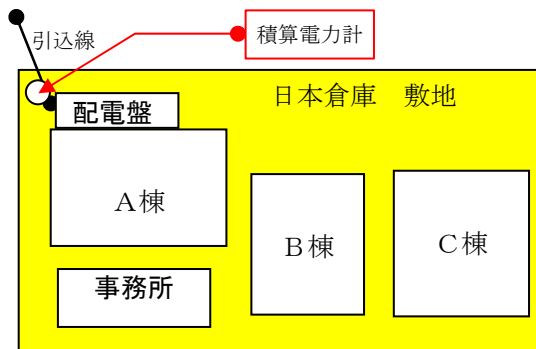 引込線
積算電力計
日本倉庫　敷地
配電盤
Ａ棟
Ｂ棟
Ｃ棟
事務所